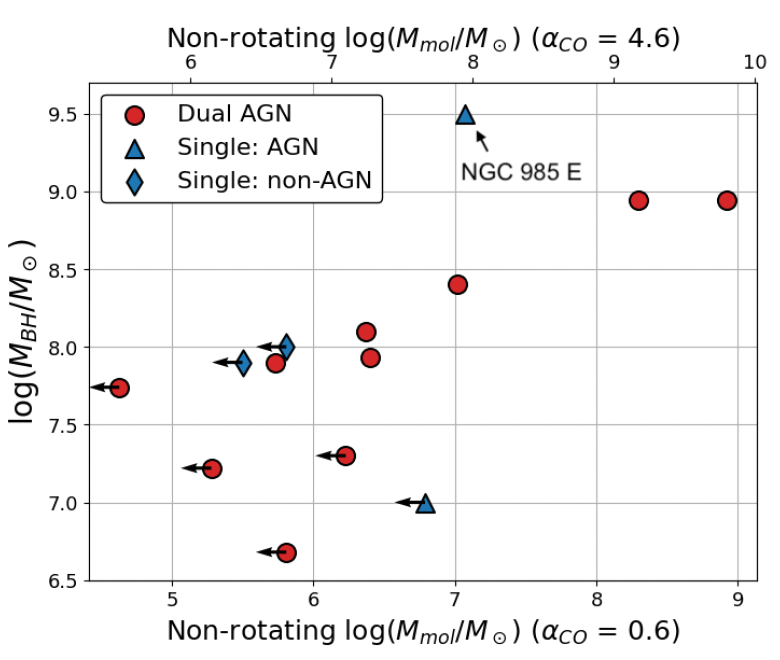 Non-rotating log(M_mol/M_⊙) (α_CO = 4.6)
6 7 8 9 10
Dual AGN
Single: AGN
Single: non-AGN
NGC 985 E
9.5
9.0
8.5
8.0
7.5
7.0
6.5
log(M_BH/M_⊙)
5 6 7 8 9
Non-rotating log(M_mol/M_⊙) (α_CO = 0.6)